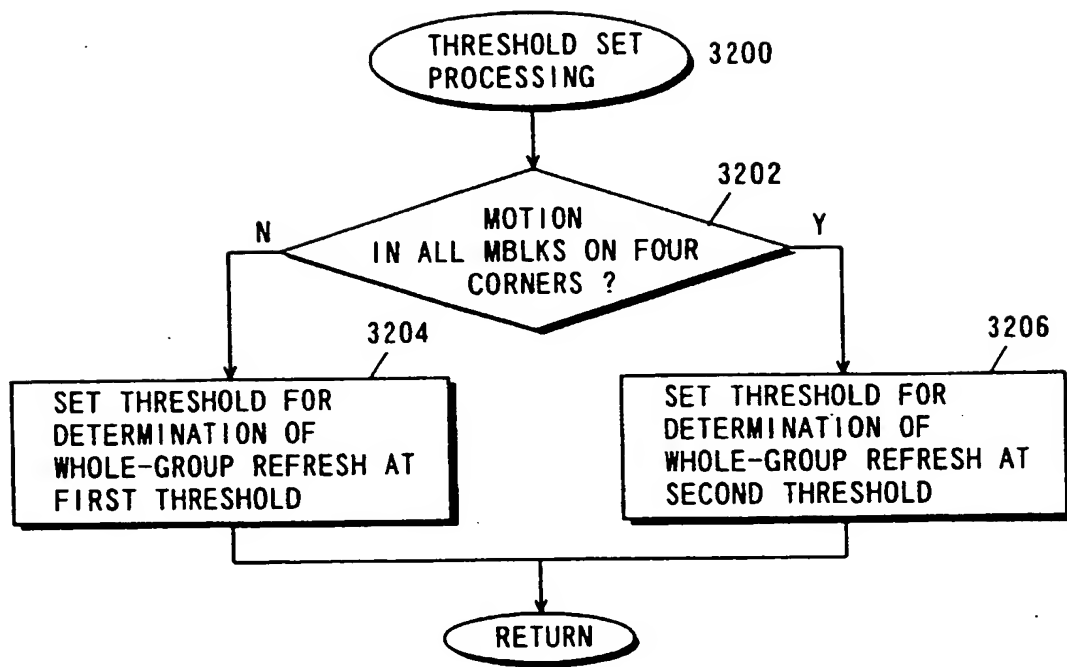 THRESHOLD SET
PROCESSING
3200
3202
MOTION
IN ALL MBLKS ON FOUR
CORNERS ?
N
Y
3204
3206
SET THRESHOLD FOR
DETERMINATION OF
WHOLE-GROUP REFRESH AT
FIRST THRESHOLD
SET THRESHOLD FOR
DETERMINATION OF
WHOLE-GROUP REFRESH AT
SECOND THRESHOLD
RETURN